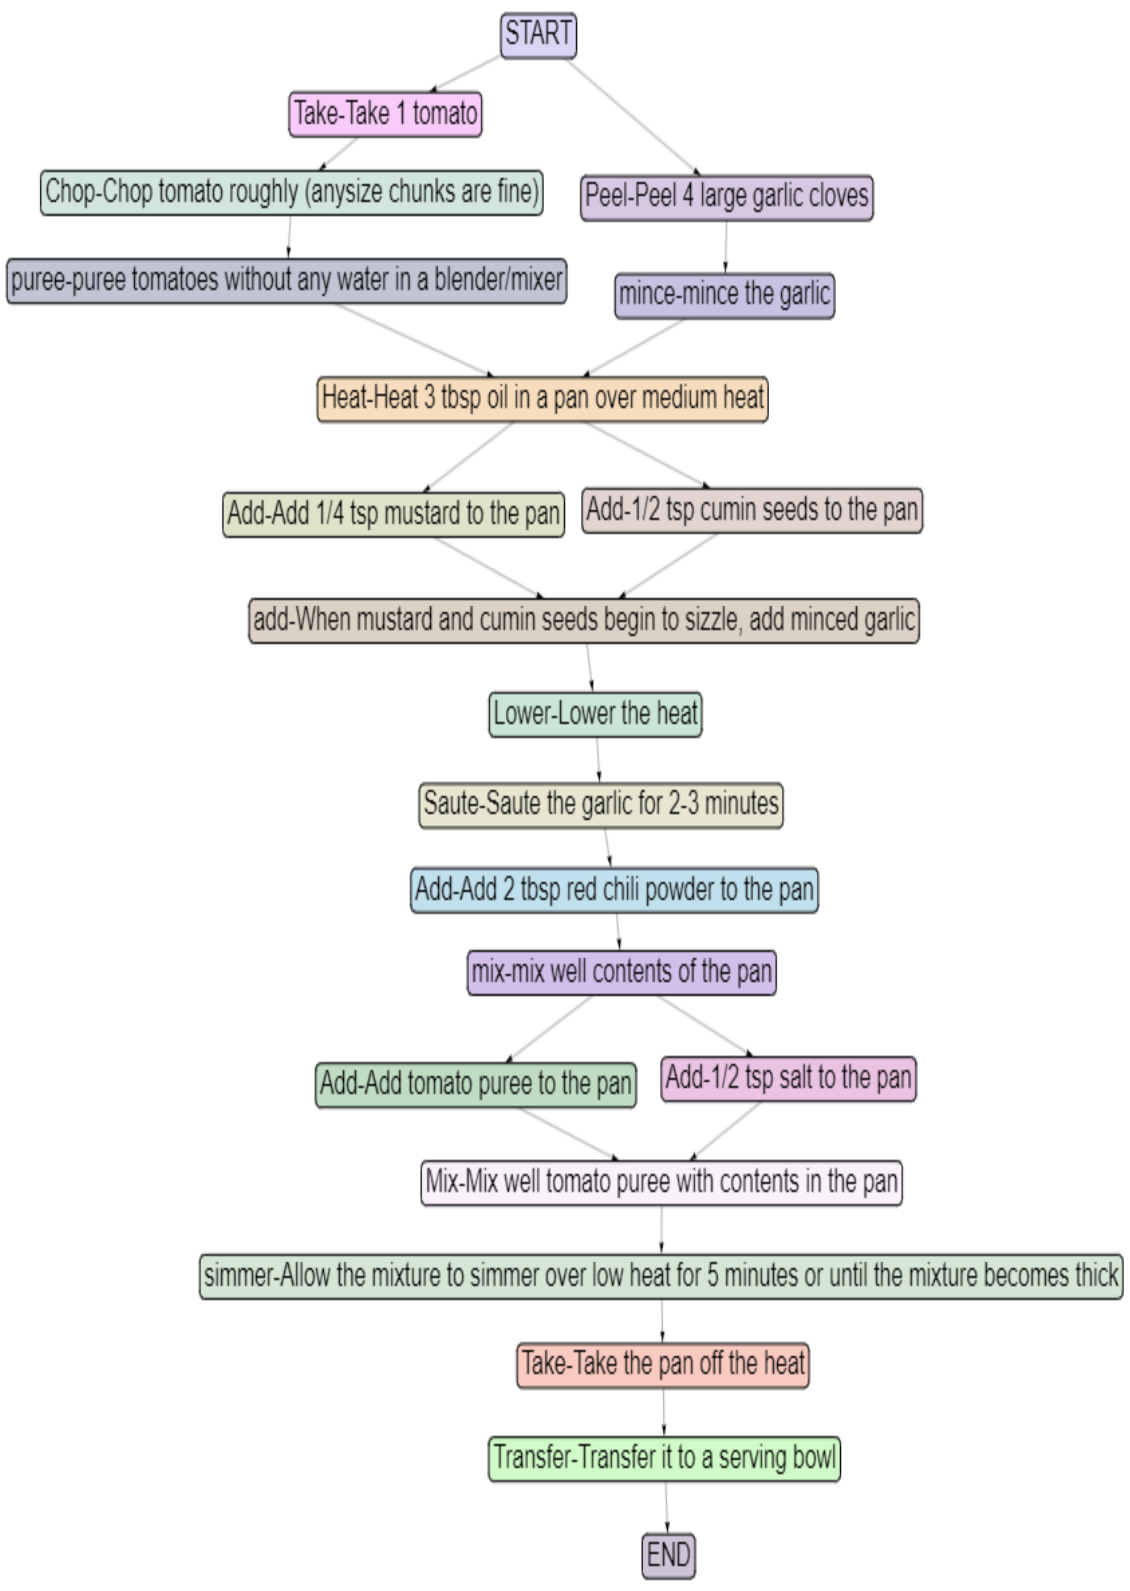 START
Take-Take 1 tomato
Chop-Chop tomato roughly (anysize chunks are fine)
Peel-Peel 4 large garlic cloves
puree-puree tomatoes without any water in a blender/mixer
mince-mince the garlic
Heat-Heat 3 tbsp oil in a pan over medium heat
Add-Add 1/4 tsp mustard to the pan
Add-1/2 tsp cumin seeds to the pan
add-When mustard and cumin seeds begin to sizzle, add minced garlic
Lower-Lower the heat
Saute-Saute the garlic for 2-3 minutes
Add-Add 2 tbsp red chili powder to the pan
mix-mix well contents of the pan
Add-Add tomato puree to the pan
Add-1/2 tsp salt to the pan
Mix-Mix well tomato puree with contents in the pan
simmer-Allow the mixture to simmer over low heat for 5 minutes or until the mixture becomes thick
Take-Take the pan off the heat
Transfer-Transfer it to a serving bowl
END